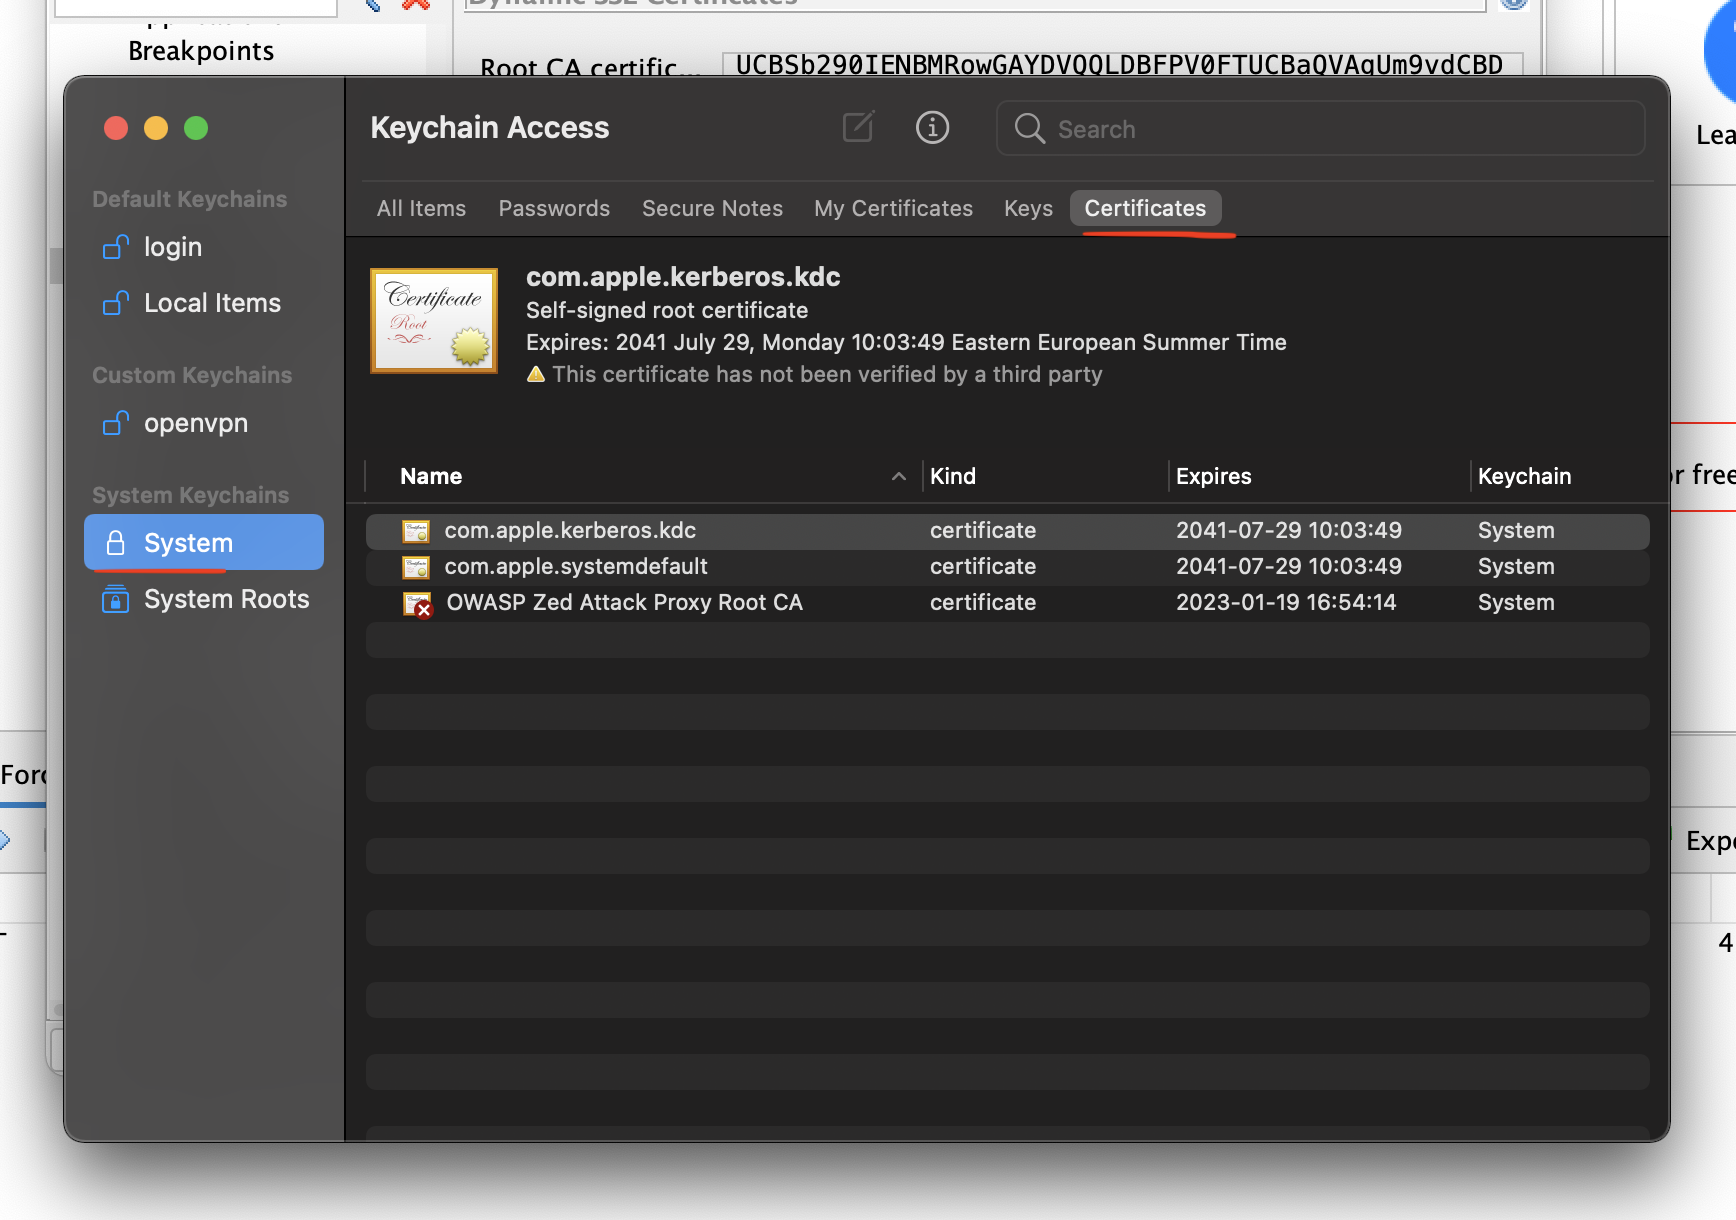 Dynamic SSL Certificates
Breakpoints
Root CA certific...
UCBSb290IENBMRowGAYDVQQLDBFPV0FTUCBaQVAgUm9vdCBD
Lea
Keychain Access
Search
Default Keychains
login
Local Items
Custom Keychains
openvpn
System Keychains
System
System Roots
All Items
Passwords
Secure Notes
My Certificates
Keys
Certificates
Certificate
Root
com.apple.kerberos.kdc
Self-signed root certificate
Expires: 2041 July 29, Monday 10:03:49 Eastern European Summer Time
This certificate has not been verified by a third party
Name Kind Expires Keychain
com.apple.kerberos.kdc certificate 2041-07-29 10:03:49 System
com.apple.systemdefault certificate 2041-07-29 10:03:49 System
OWASP Zed Attack Proxy Root CA certificate 2023-01-19 16:54:14 System
or free
Forc
Expo
4